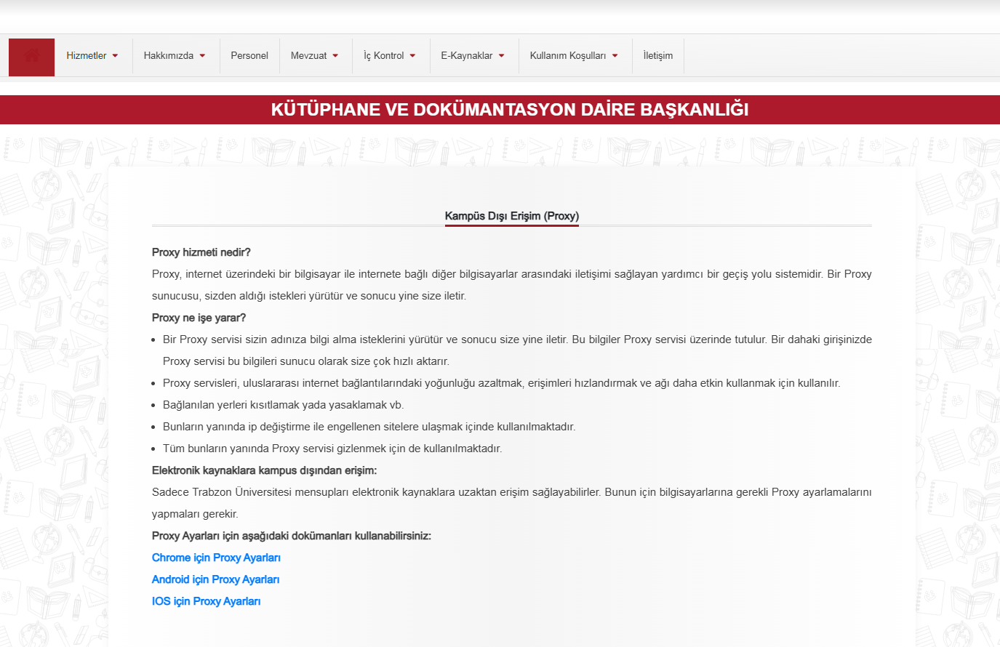 Hizmetler
Hakkımızda
Personel
Mevzuat
İç Kontrol
E-Kaynaklar
Kullanım Koşulları
İletişim
KÜTÜPHANE VE DOKÜMANTASYON DAİRE BAŞKANLIĞI
Kampüs Dışı Erişim (Proxy)
Proxy hizmeti nedir?
Proxy, internet üzerindeki bir bilgisayar ile internete bağlı diğer bilgisayarlar arasındaki iletişimi sağlayan yardımcı bir geçiş yolu sistemidir. Bir Proxy
sunucusu, sizden aldığı istekleri yürütür ve sonucu yine size iletir.
Proxy ne işe yarar?
Bir Proxy servisi sizin adınıza bilgi alma isteklerini yürütür ve sonucu size yine iletir. Bu bilgiler Proxy servisi üzerinde tutulur. Bir dahaki girişinizde
Proxy servisi bu bilgileri sunucu olarak size çok hızlı aktarır.
Proxy servisleri, uluslararası internet bağlantılarındaki yoğunluğu azaltmak, erişimleri hızlandırmak ve ağı daha etkin kullanmak için kullanılır.
Bağlanılan yerleri kısıtlamak yada yasaklamak vb.
Bunların yanında ip değiştirme ile engellenen sitelere ulaşmak içinde kullanılmaktadır.
Tüm bunların yanında Proxy servisi gizlenmek için de kullanılmaktadır.
Elektronik kaynaklara kampus dışından erişim:
Sadece Trabzon Üniversitesi mensupları elektronik kaynaklara uzaktan erişim sağlayabilirler. Bunun için bilgisayarlarına gerekli Proxy ayarlamalarını
yapmaları gerekir.
Proxy Ayarları için aşağıdaki dokümanları kullanabilirsiniz:
Chrome için Proxy Ayarları
Android için Proxy Ayarları
IOS için Proxy Ayarları